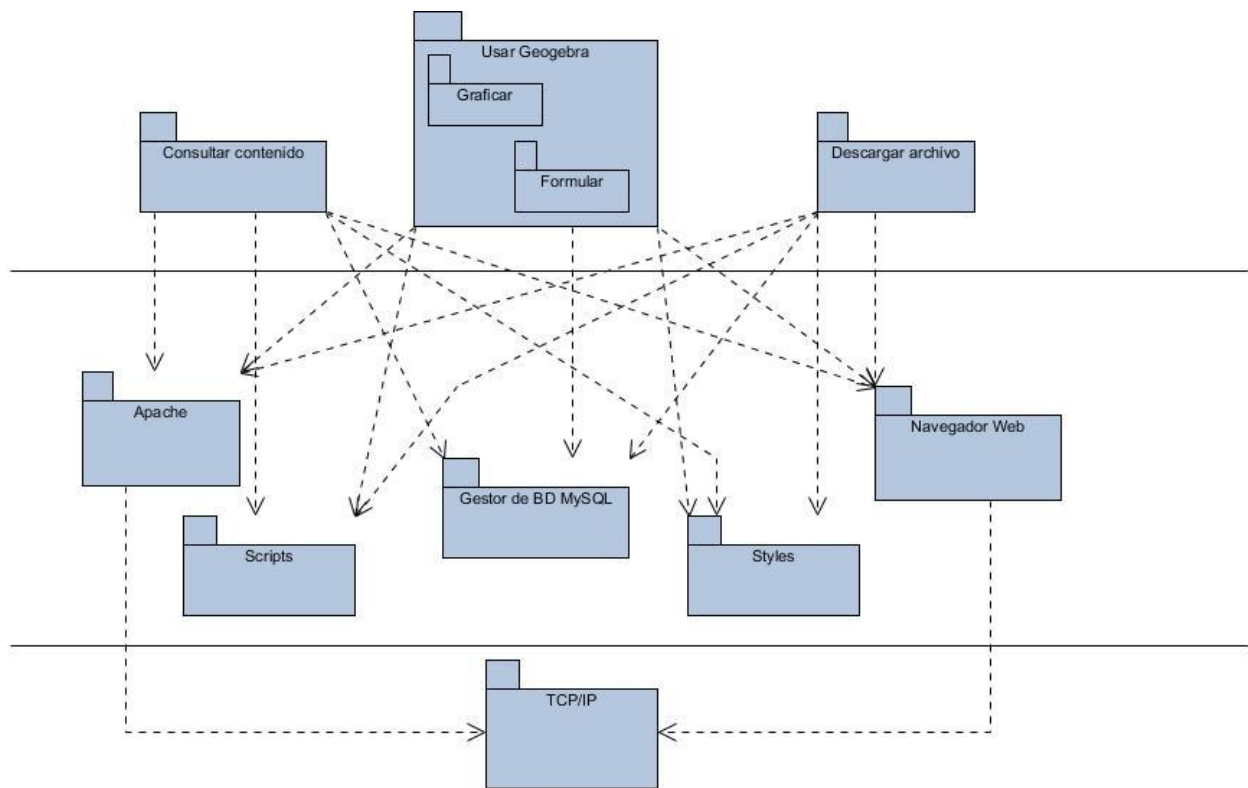 Usar Geogebra
Graficar
Consultar contenido
Descargar archivo
Formular
Apache
Navegador Web
Gestor de BD MySQL
Scripts
Styles
TCP/IP